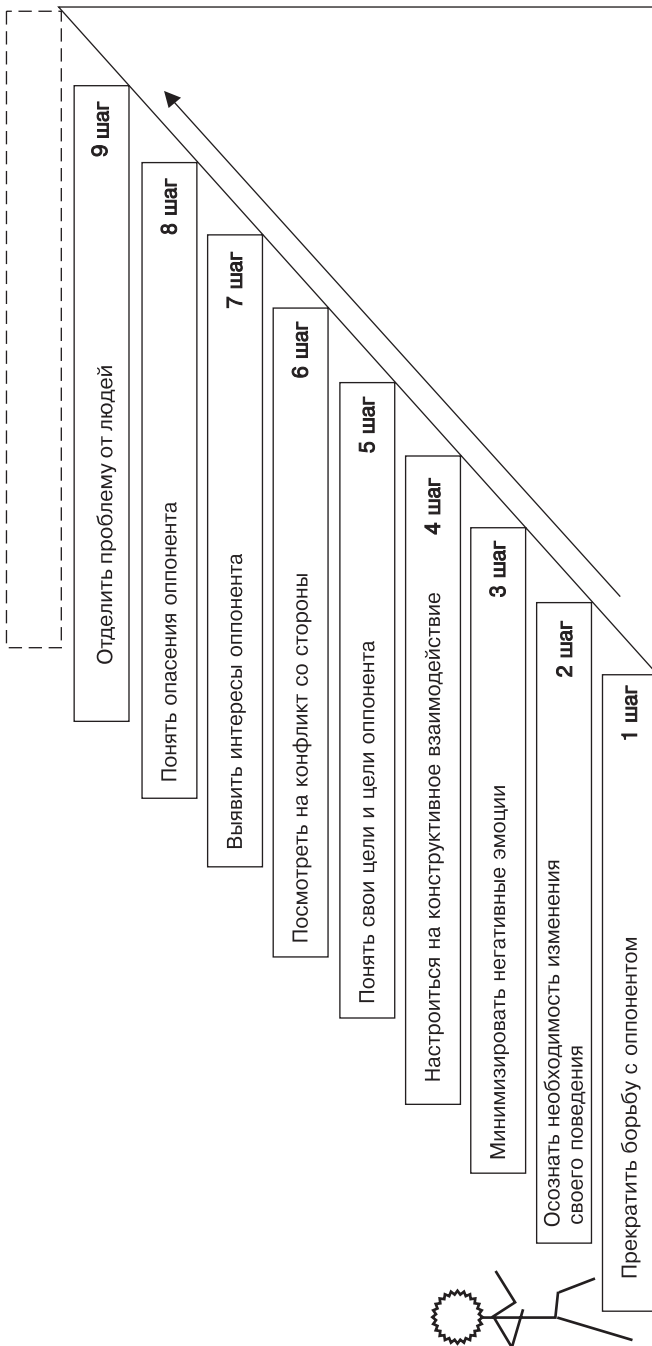 9 шаг
Отделить проблему от людей
8 шаг
Понять опасения оппонента
7 шаг
Выявить интересы оппонента
6 шаг
Посмотреть на конфликт со стороны
5 шаг
Понять свои цели и цели оппонента
4 шаг
Настроиться на конструктивное взаимодействие
3 шаг
Минимизировать негативные эмоции
2 шаг
Осознать необходимость изменения
своего поведения
1 шаг
Прекратить борьбу с оппонентом